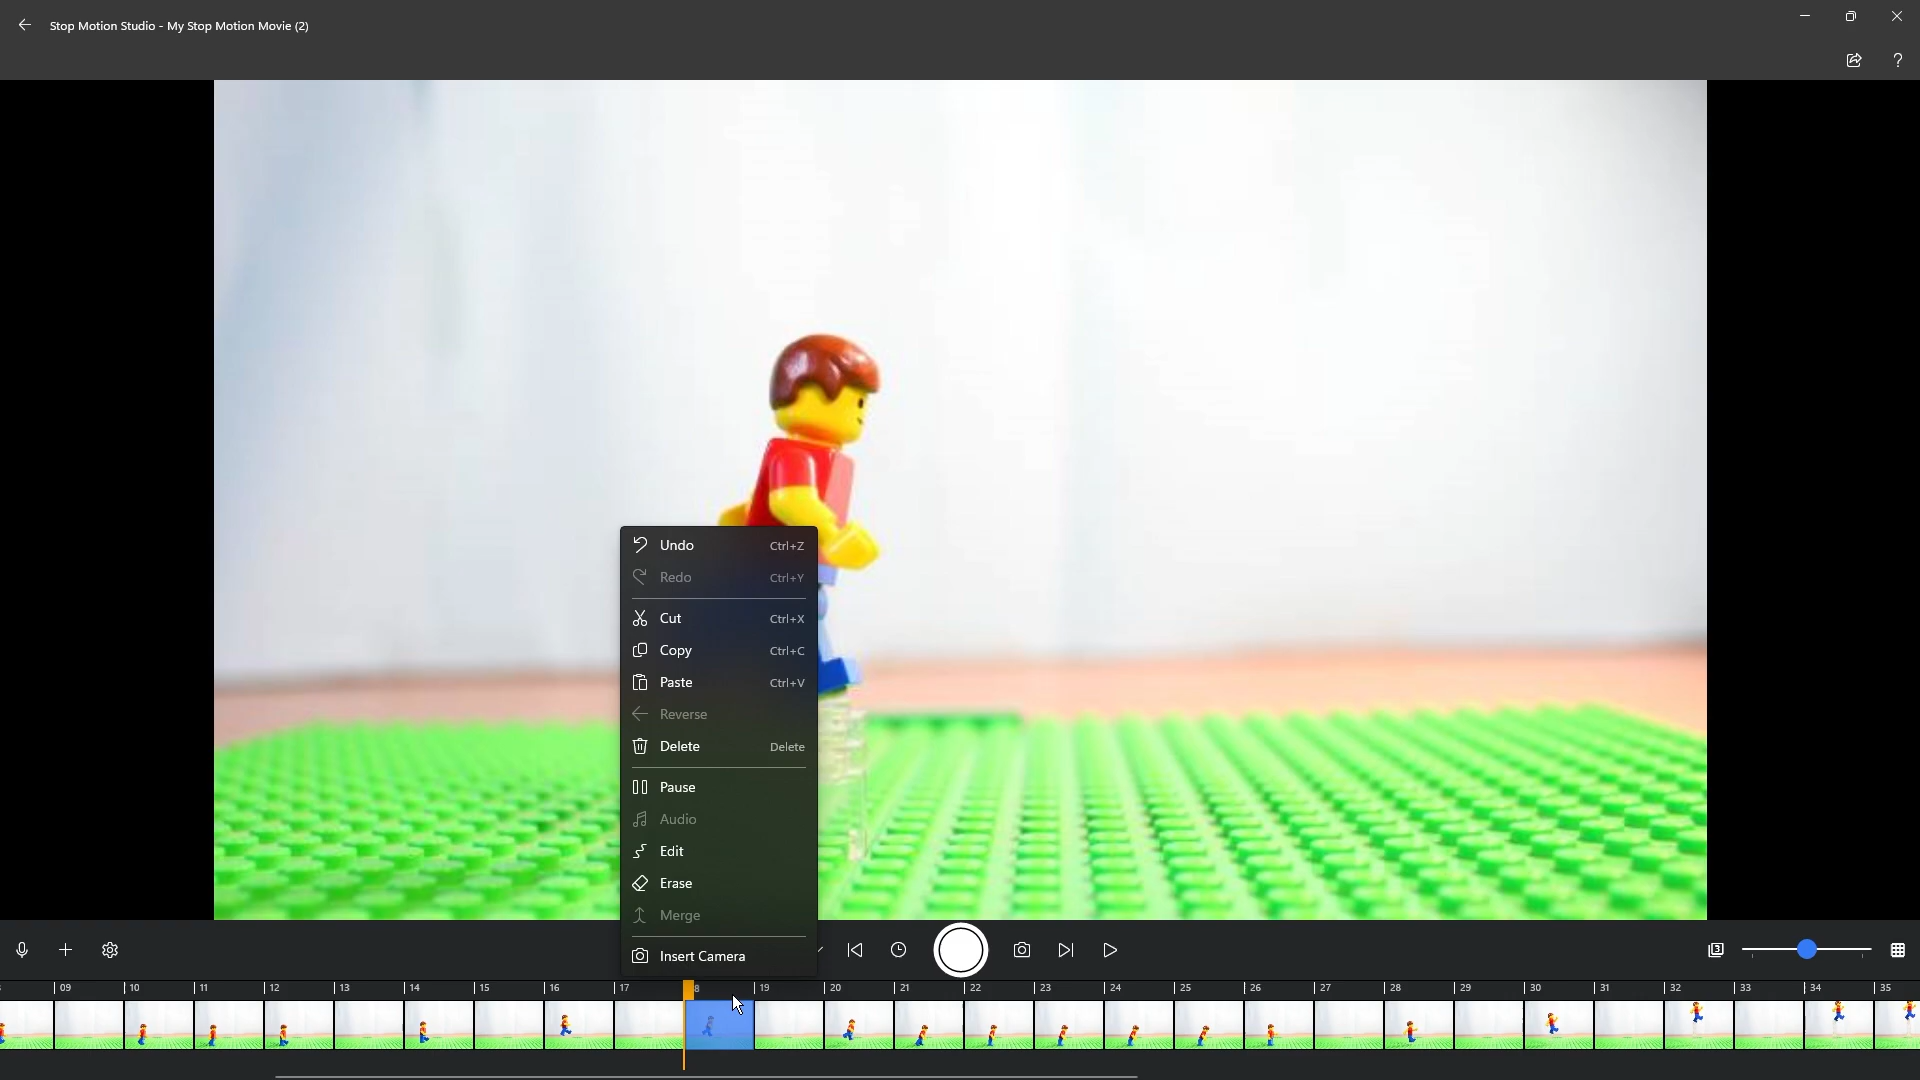 Stop Motion Studio - My Stop Motion Movie (2)
?
Undo Ctrl+Z
Redo Ctrl+Y
Cut Ctrl+X
Copy Ctrl+C
Paste Ctrl+V
Reverse
Delete Delete
Pause
Audio
Edit
Erase
Merge
Insert Camera
3
09 10 11 12 13 14 15 16 17 8 19 20 21 22 23 24 25 26 27 28 29 30 31 32 33 34 35